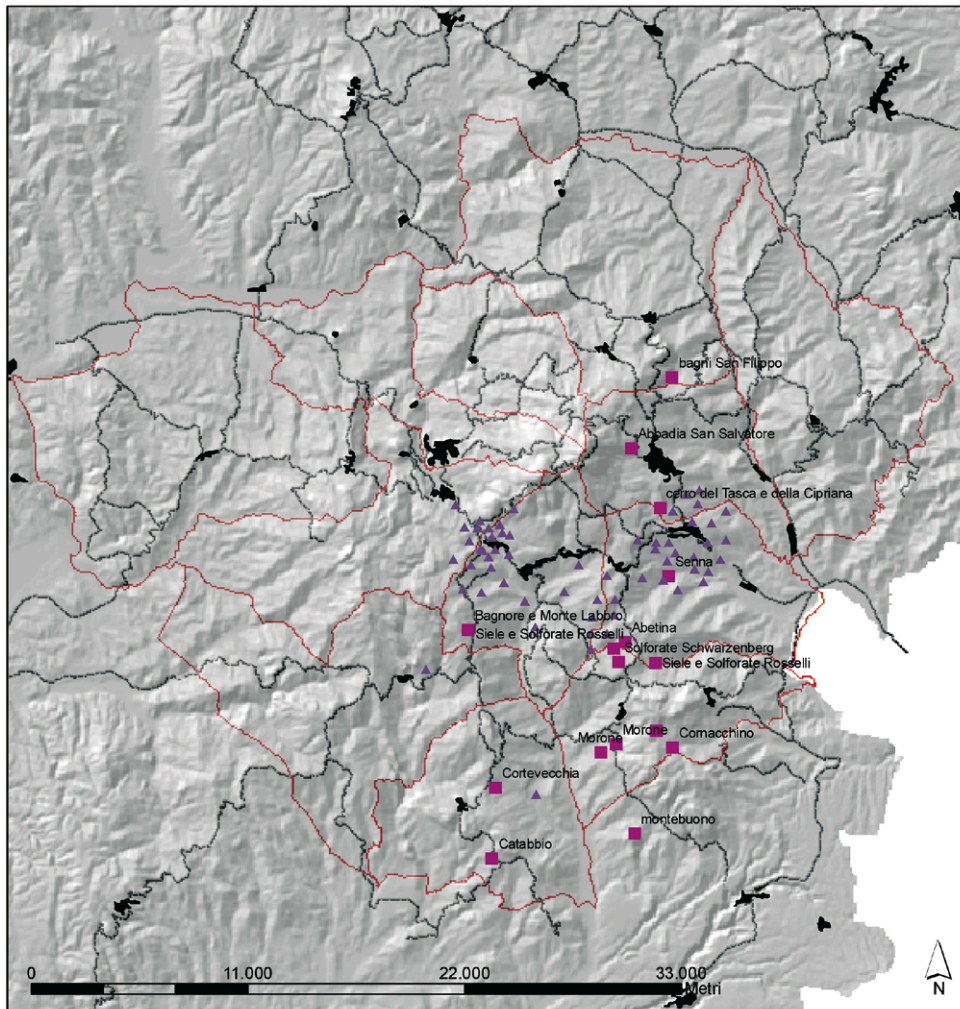 bagni San Filippo
Abbadia San Salvatore
cerro del Tasca e della Cipriana
Senna
Bagnore e Monte Labbro
Siele e Solforate Rosselli
Abetina
Solforate Schwarzenberg
Siele e Solforate Rosselli
Morone
Morone
Cornacchino
Cortevecchia
montebuono
Catabbio
0 11.000 22.000 33.000
Metri
N